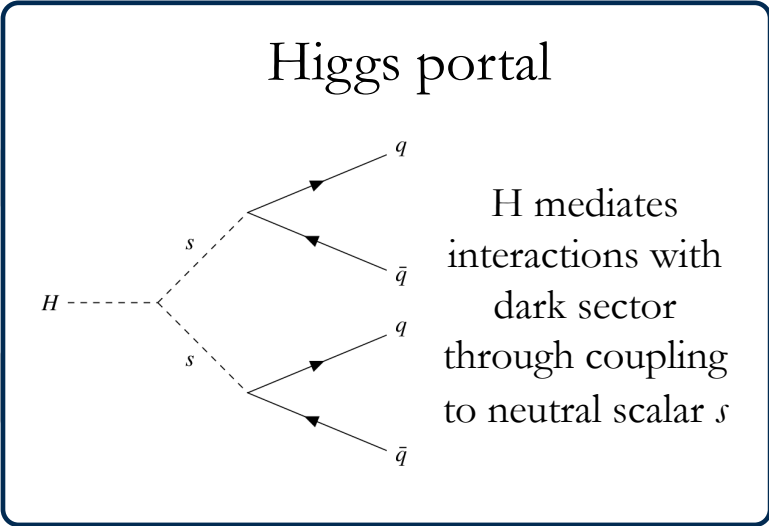 Higgs portal
q
s
q̄
H
q
s
q̄
H mediates
interactions with
dark sector
through coupling
to neutral scalar s